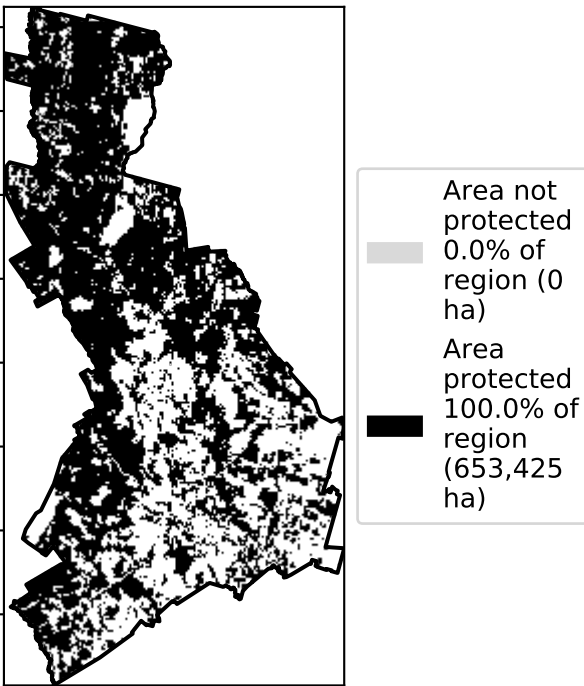 Area not
protected
0.0% of
region (0
ha)
Area
protected
100.0% of
region
(653,425
ha)